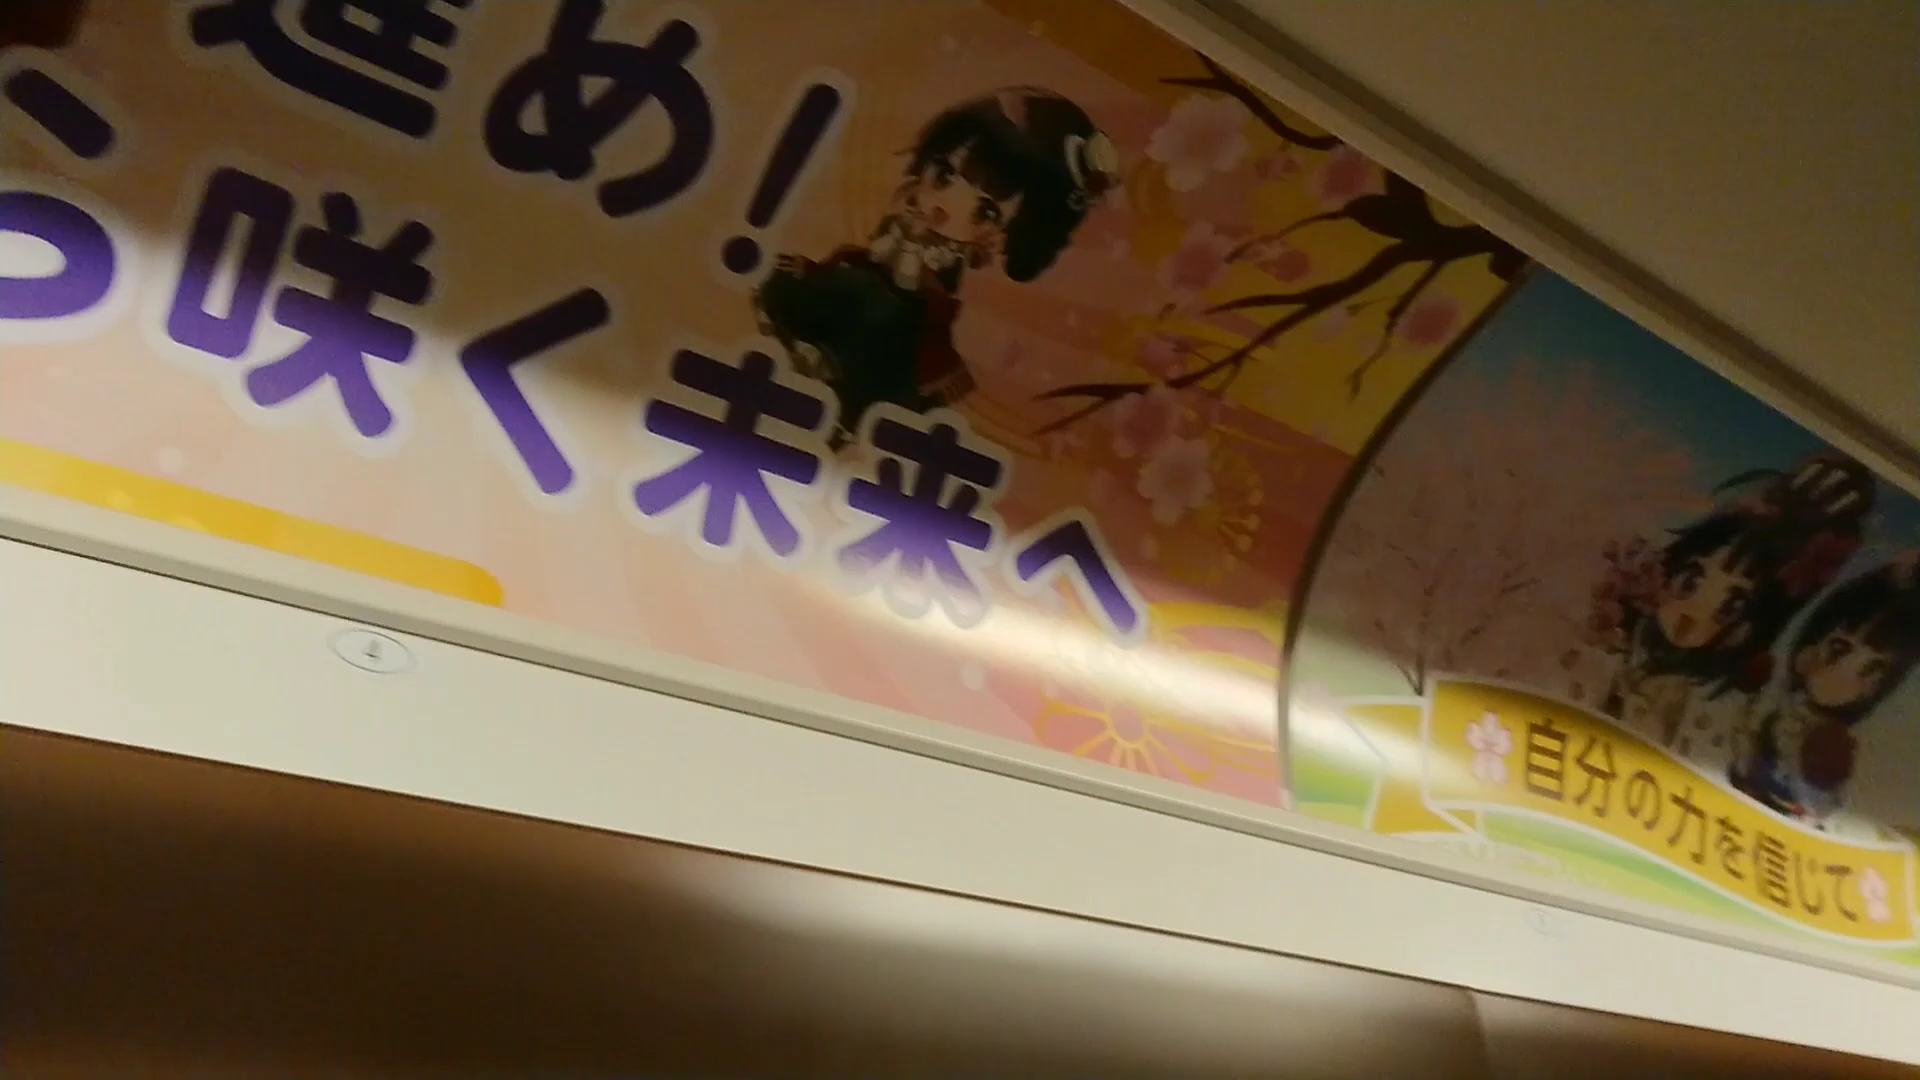 進め!
ら咲く未来へ
自分の力を信じて